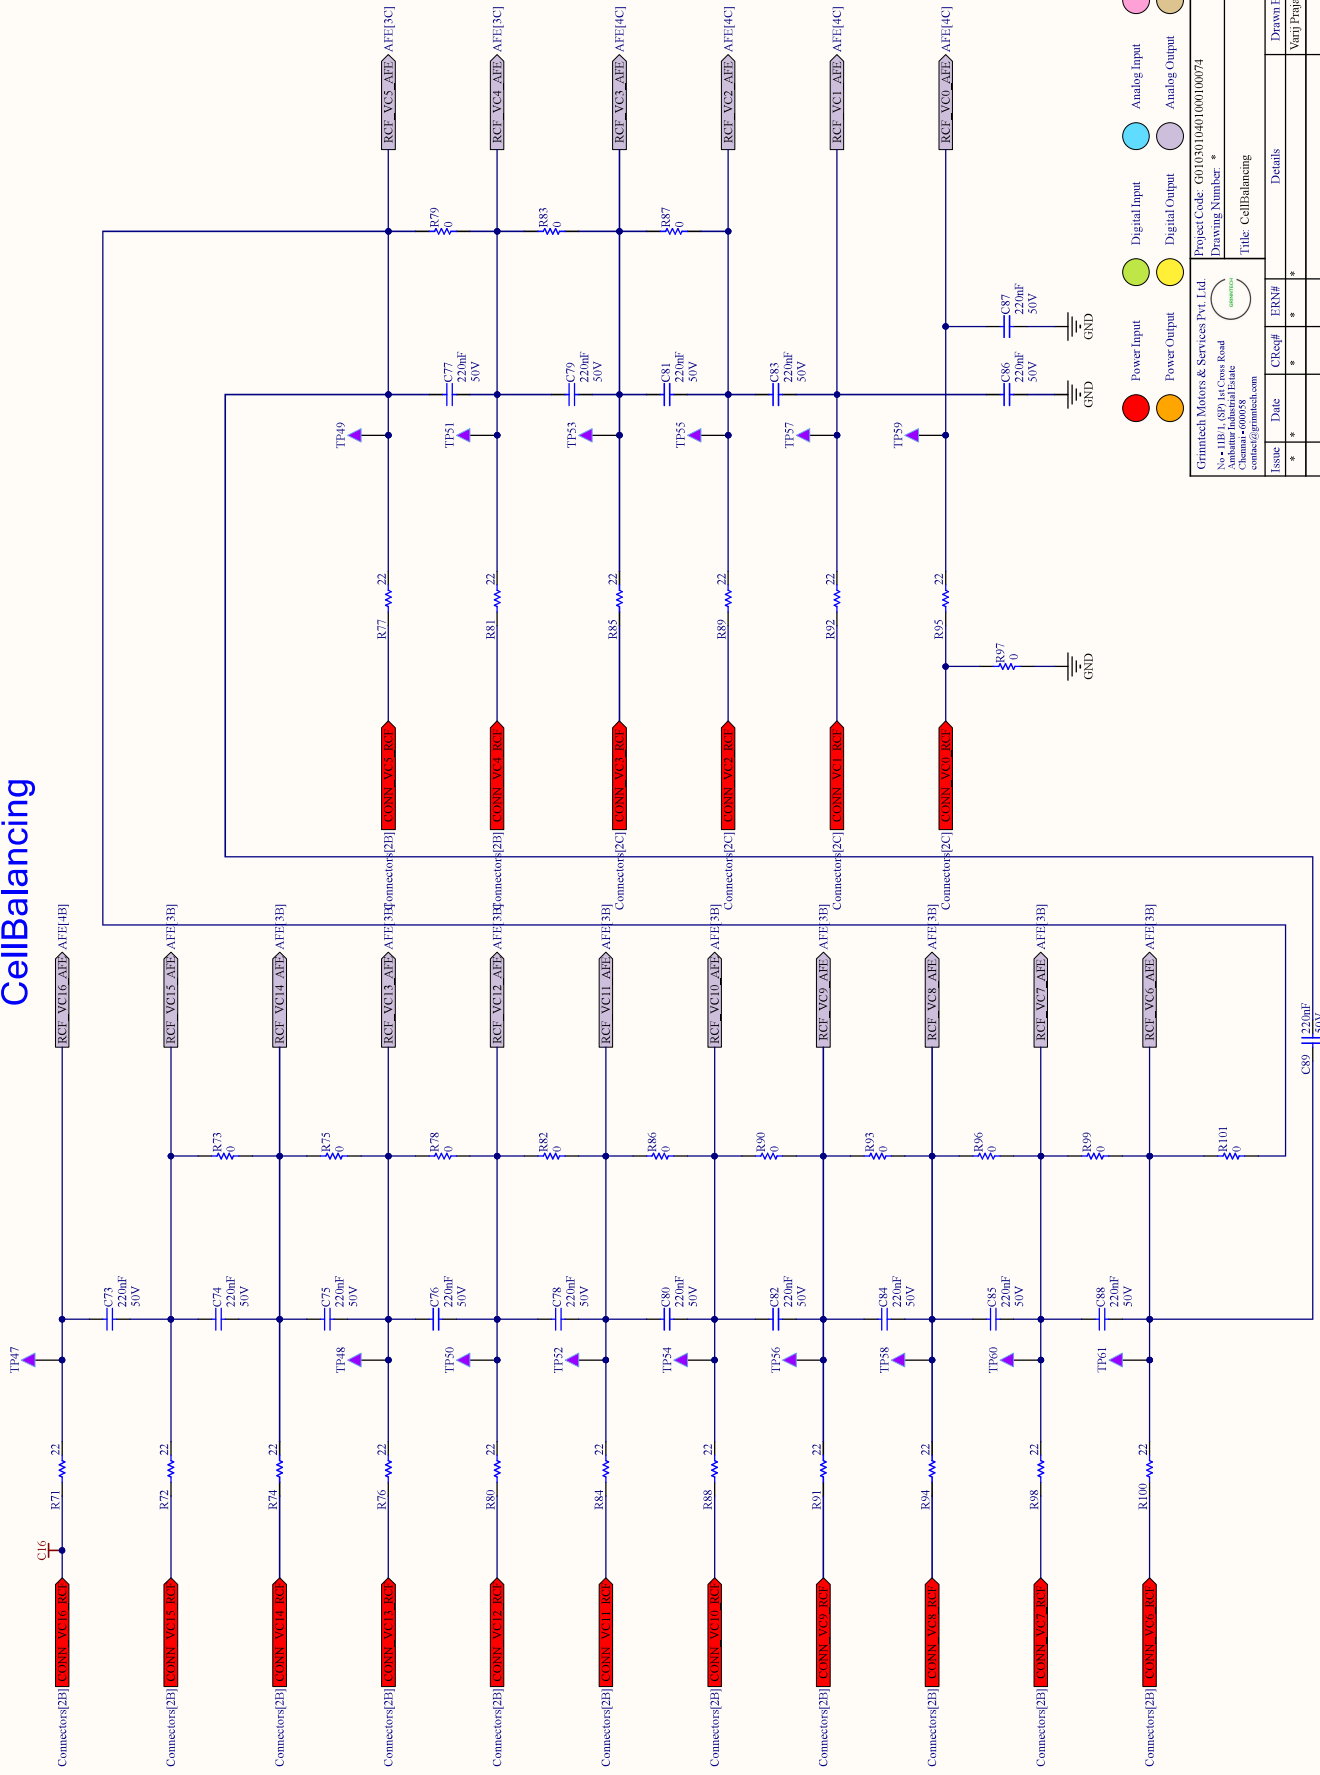 CellBalancing
Connectors[2B] CONN_VC16_RCF C16 R71 22 TP47 RCF_VC16_AFE AFE[4B]
C73
220nF
50V
Connectors[2B] CONN_VC15_RCF R72 22 RCF_VC15_AFE AFE[3B]
C74
220nF
50V
R73
0
Connectors[2B] CONN_VC14_RCF R74 22 RCF_VC14_AFE AFE[3B]
C75
220nF
50V
R75
0
Connectors[2B] CONN_VC13_RCF R76 22 TP48 RCF_VC13_AFE AFE[3B]
C76
220nF
50V
R78
0
Connectors[2B] CONN_VC12_RCF R80 22 TP50 RCF_VC12_AFE AFE[3B]
C78
220nF
50V
R82
0
Connectors[2B] CONN_VC11_RCF R84 22 TP52 RCF_VC11_AFE AFE[3B]
C80
220nF
50V
R86
0
Connectors[2B] CONN_VC10_RCF R88 22 TP54 RCF_VC10_AFE AFE[3B]
C82
220nF
50V
R90
0
Connectors[2B] CONN_VC9_RCF R91 22 TP56 RCF_VC9_AFE AFE[3B]
C84
220nF
50V
R93
0
Connectors[2B] CONN_VC8_RCF R94 22 TP58 RCF_VC8_AFE AFE[3B]
C85
220nF
50V
R96
0
Connectors[2B] CONN_VC7_RCF R98 22 TP60 RCF_VC7_AFE AFE[3B]
C88
220nF
50V
R99
0
Connectors[2B] CONN_VC6_RCF R100 22 TP61 RCF_VC6_AFE AFE[3B]
R101
0
C89 220nF
50V
Connectors[2B] CONN_VC5_RCF R77 22 TP49 RCF_VC5_AFE AFE[3C]
C77
220nF
50V
R79
0
Connectors[2B] CONN_VC4_RCF R81 22 TP51 RCF_VC4_AFE AFE[3C]
C79
220nF
50V
R83
0
Connectors[2C] CONN_VC3_RCF R85 22 TP53 RCF_VC3_AFE AFE[4C]
C81
220nF
50V
R87
0
Connectors[2C] CONN_VC2_RCF R89 22 TP55 RCF_VC2_AFE AFE[4C]
C83
220nF
50V
Connectors[2C] CONN_VC1_RCF R92 22 TP57 RCF_VC1_AFE AFE[4C]
Connectors[2C] CONN_VC0_RCF R95 22 TP59 RCF_VC0_AFE AFE[4C]
R97
0
GND
C86
220nF
50V
GND
C87
220nF
50V
GND
Power Input Digital Input Analog Input
Power Output Digital Output Analog Output
Grinntech Motors & Services Pvt. Ltd.
No - 11B/1, (SP) 1st Cross Road
Ambattur Industrial Estate
Chennai - 600058
contact@grinntech.com
GRINNTECH
Project Code: G010301040100010007​4
Drawing Number: *
Title: CellBalancing
Issue Date CReq# ERN# Details
* * * * *
Varij